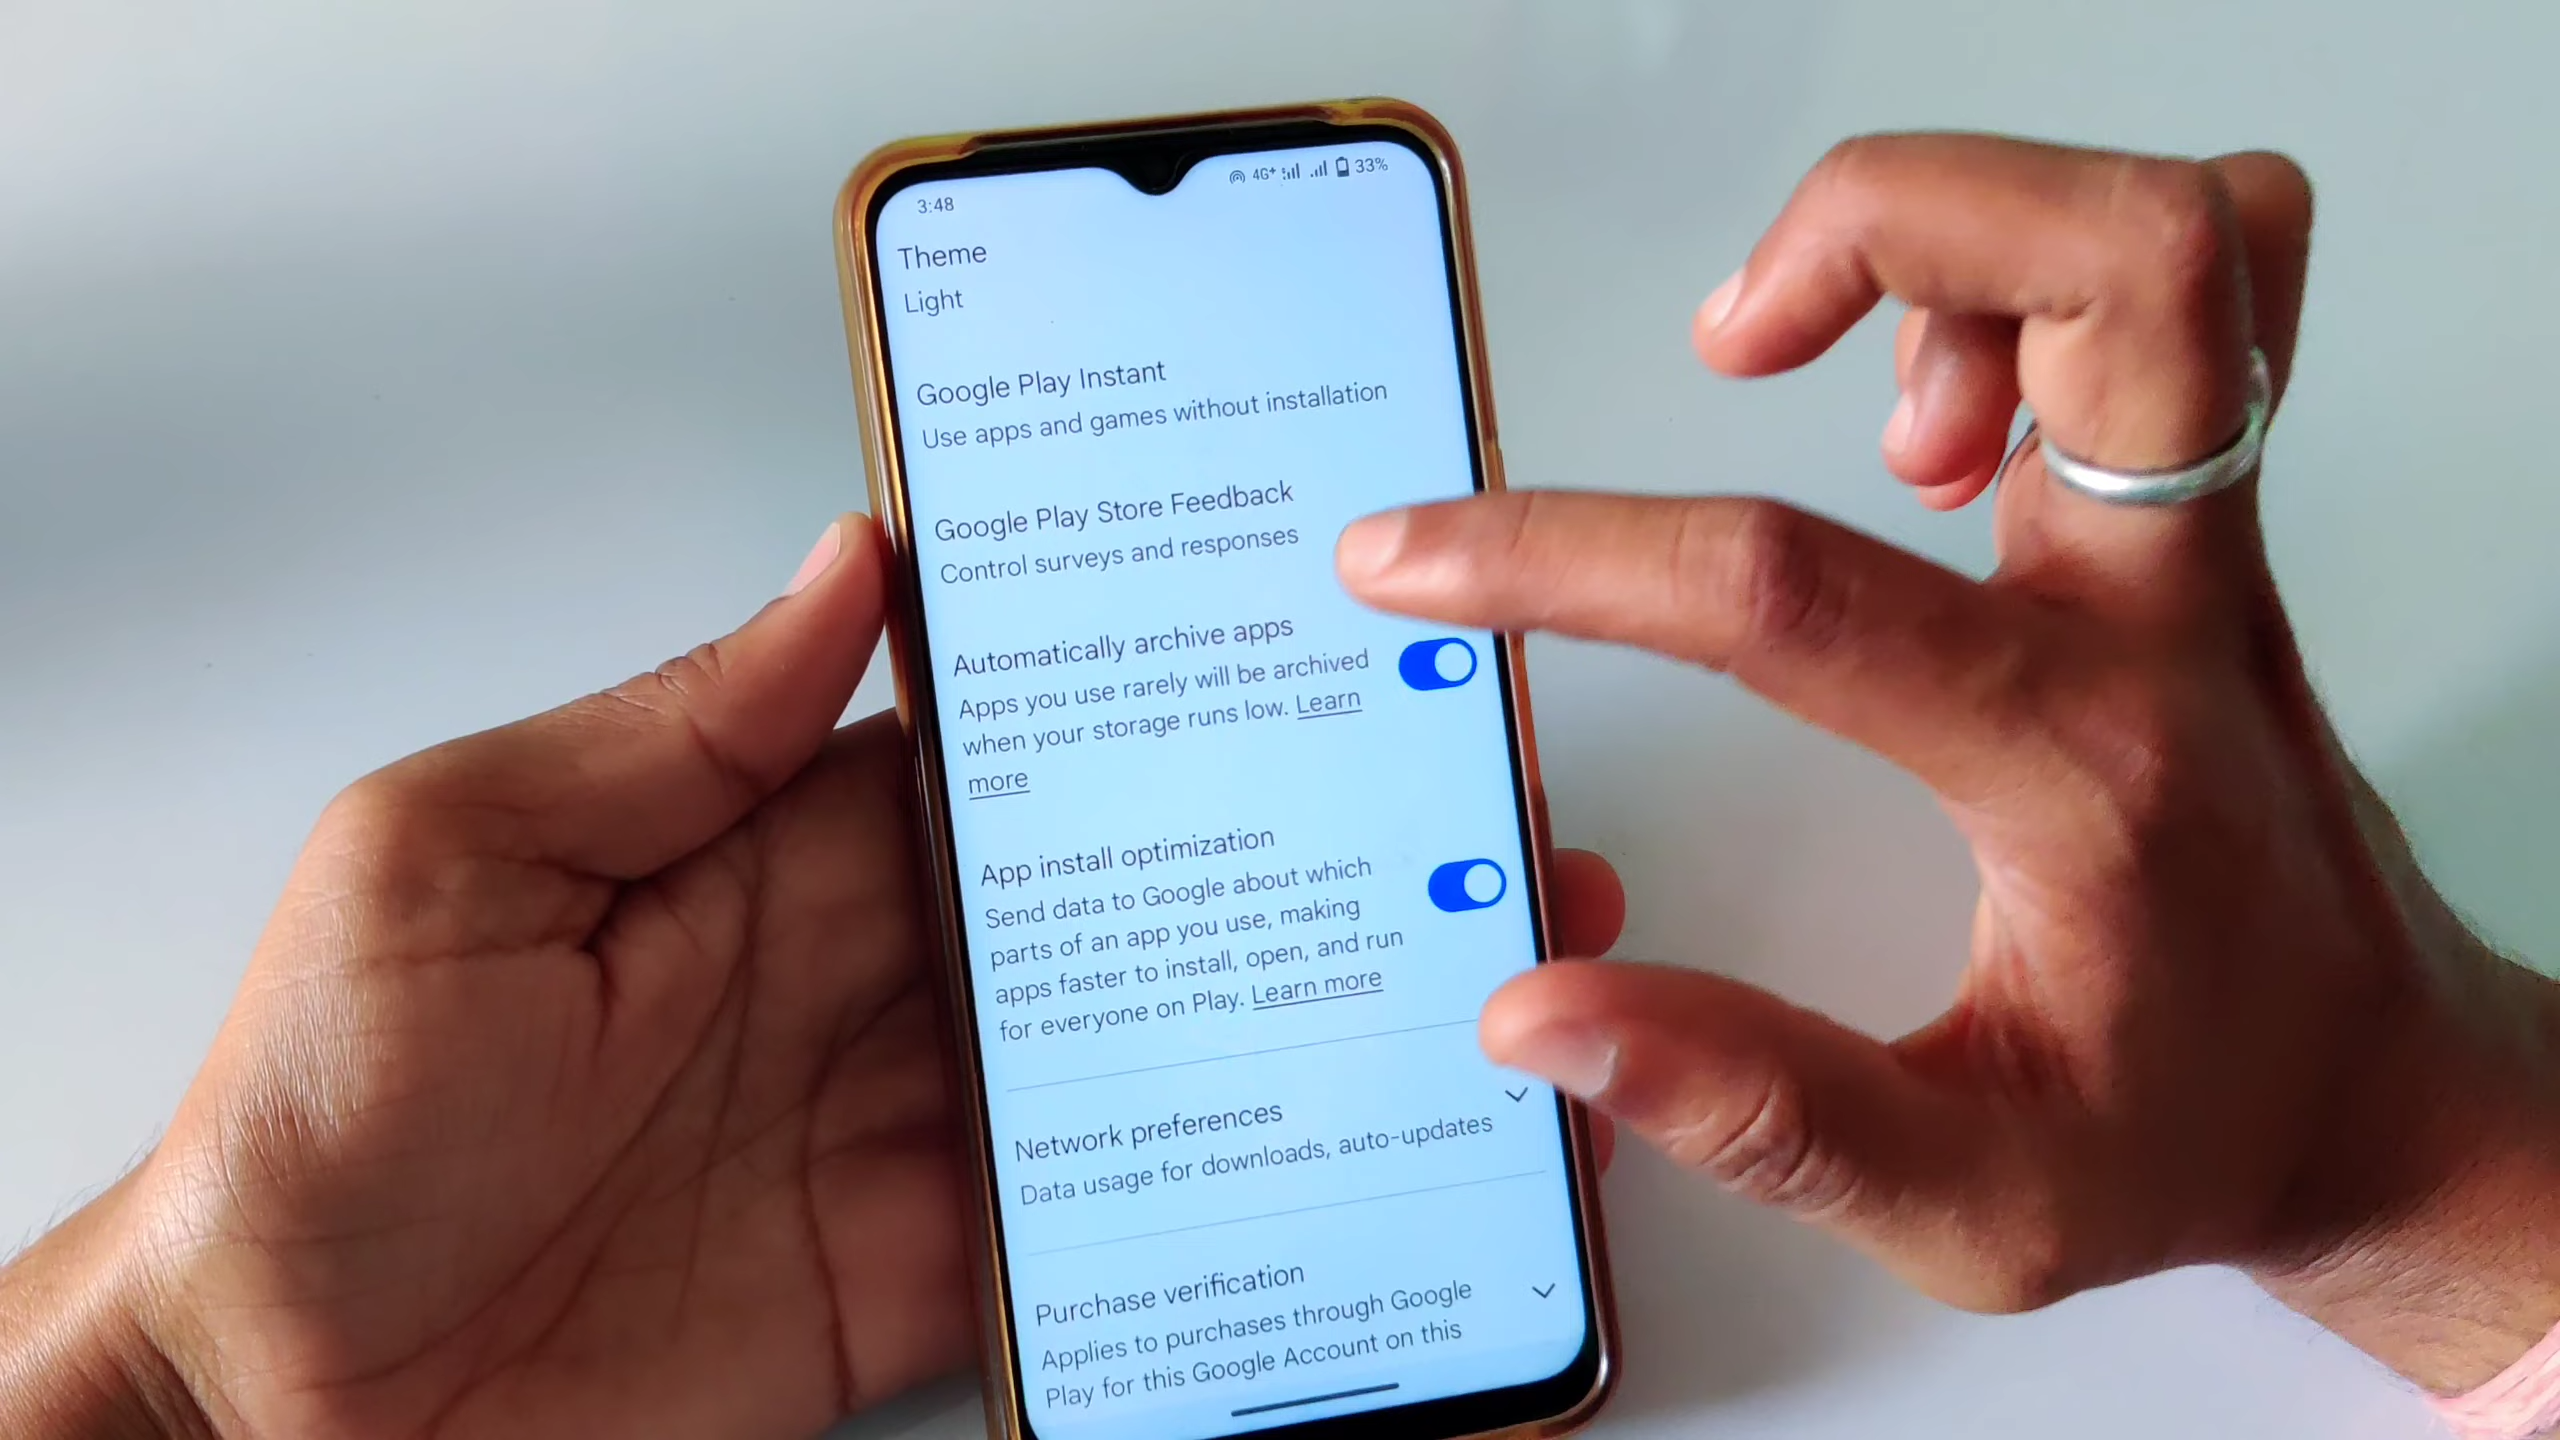 3:48
4G+ 33%
Theme
Light
Google Play Instant
Use apps and games without installation
Google Play Store Feedback
Control surveys and responses
Automatically archive apps
Apps you use rarely will be archived
when your storage runs low. Learn
more
App install optimization
Send data to Google about which
parts of an app you use, making
apps faster to install, open, and run
for everyone on Play. Learn more
Network preferences
Data usage for downloads, auto-updates
Purchase verification
Applies to purchases through Google
Play for this Google Account on this